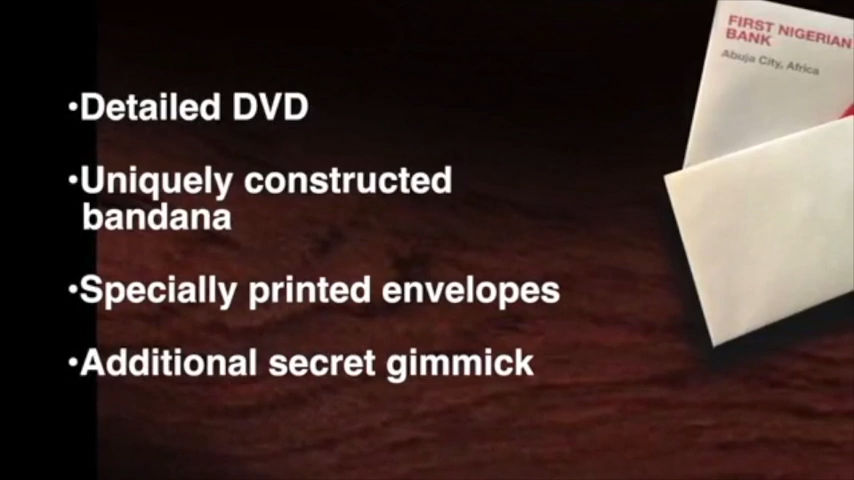 FIRST NIGERIAN
BANK
Abuja City, Africa
•Detailed DVD
•Uniquely constructed
bandana
•Specially printed envelopes
•Additional secret gimmick